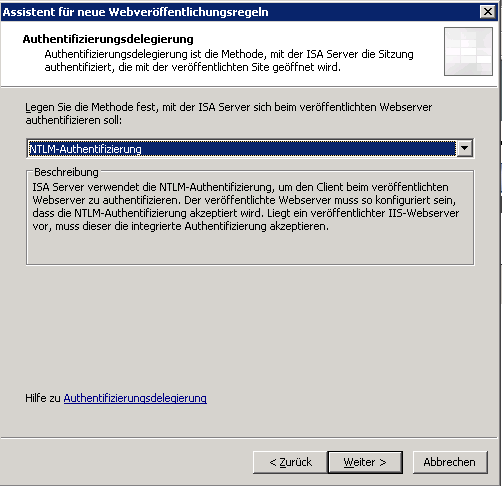 Assistent für neue Webveröffentlichungsregeln
Authentifizierungsdelegierung
Authentifizierungsdelegierung ist die Methode, mit der ISA Server die Sitzung
authentifiziert, die mit der veröffentlichten Site geöffnet wird.
Legen Sie die Methode fest, mit der ISA Server sich beim veröffentlichten Webserver
authentifizieren soll:
NTLM-Authentifizierung
Beschreibung
ISA Server verwendet die NTLM-Authentifizierung, um den Client beim veröffentlichten
Webserver zu authentifizieren. Der veröffentlichte Webserver muss so konfiguriert sein,
dass die NTLM-Authentifizierung akzeptiert wird. Liegt ein veröffentlichter IIS-Webserver
vor, muss dieser die integrierte Authentifizierung akzeptieren.
Hilfe zu Authentifizierungsdelegierung
< Zurück Weiter > Abbrechen